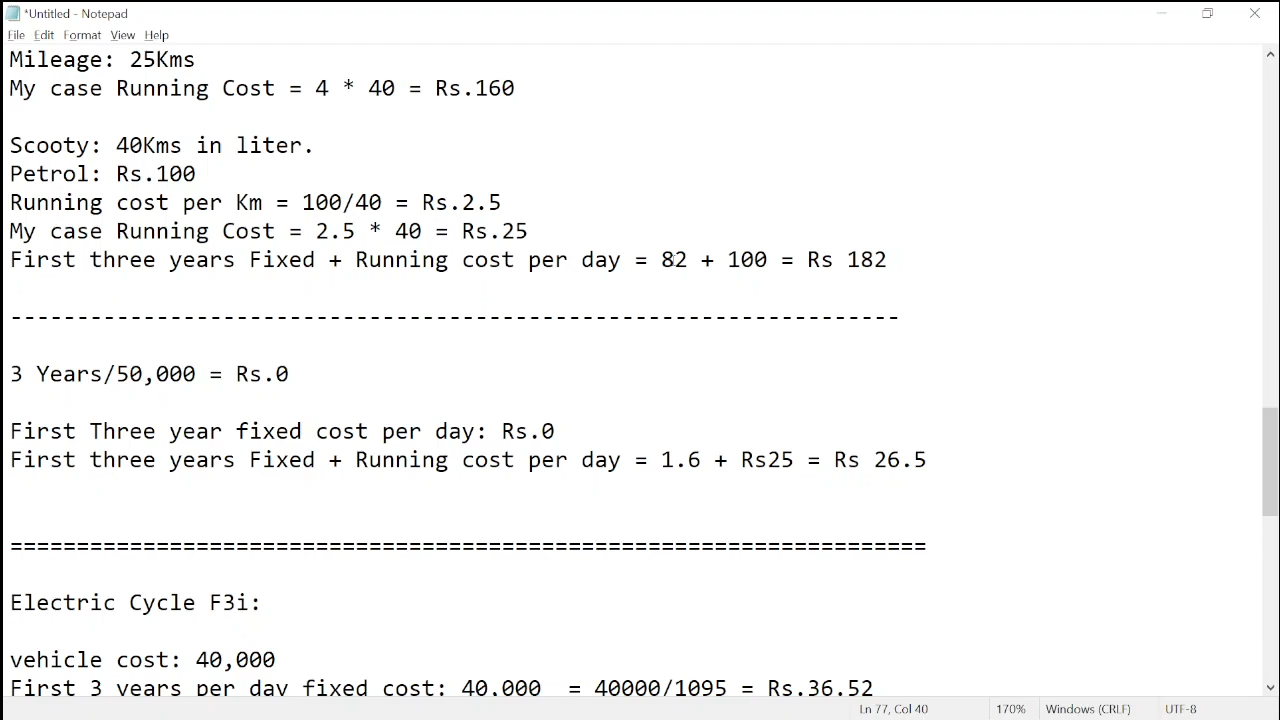 *Untitled - Notepad
File Edit Format View Help
Mileage: 25Kms
My case Running Cost = 4 * 40 = Rs.160
Scooty: 40Kms in liter.
Petrol: Rs.100
Running cost per Km = 100/40 = Rs.2.5
My case Running Cost = 2.5 * 40 = Rs.25
First three years Fixed + Running cost per day = 82 + 100 = Rs 182
-------------------------------------------------------------------
3 Years/50,000 = Rs.0
First Three year fixed cost per day: Rs.0
First three years Fixed + Running cost per day = 1.6 + Rs25 = Rs 26.5
=====================================================================
Electric Cycle F3i:
vehicle cost: 40,000
First 3 years per day fixed cost: 40,000  = 40000/1095 = Rs.36.52
Ln 77, Col 40 170% Windows (CRLF) UTF-8